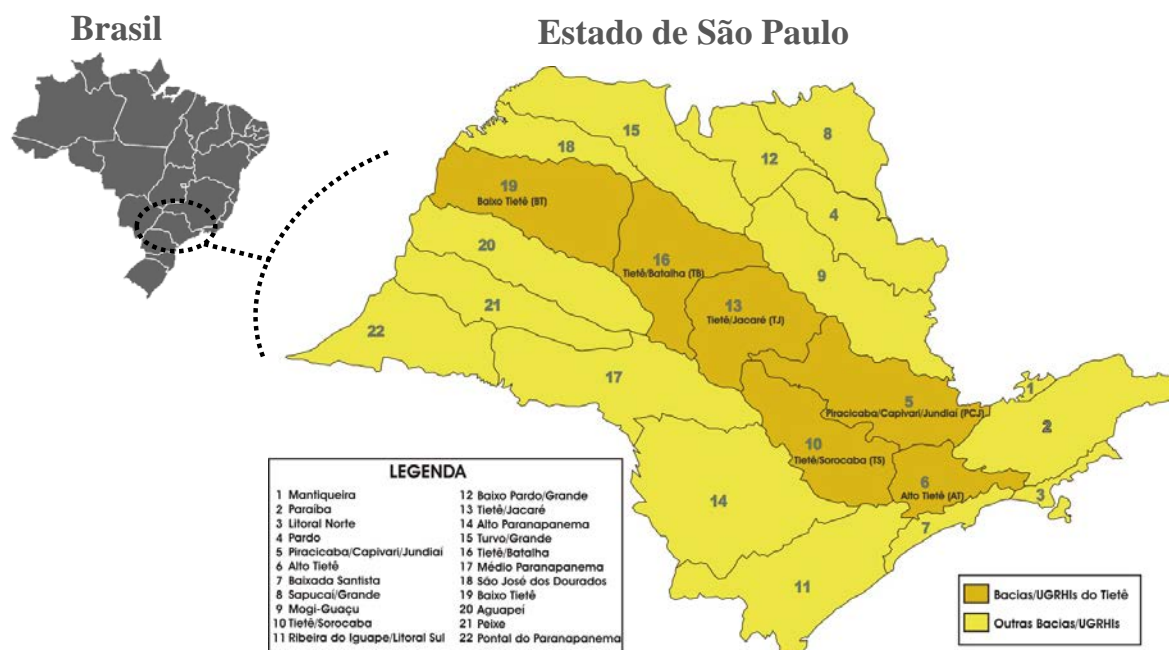 Brasil
Estado de São Paulo
15
8
18
12
19
Baixo Tietê (BT)
4
20
16
Tietê/Batalha (TB)
9
21
13
Tietê/Jacaré (TJ)
22
17
5
Piracicaba/Capivari/Jundiaí (PCJ)
1
2
10
Tietê/Sorocaba (TS)
6
Alto Tietê (AT)
3
14
7
11
LEGENDA
1 Mantiqueira
2 Paraíba
3 Litoral Norte
4 Pardo
5 Piracicaba/Capivari/Jundiaí
6 Alto Tietê
7 Baixada Santista
8 Sapucaí/Grande
9 Mogi-Guaçu
10 Tietê/Sorocaba
11 Ribeira do Iguape/Litoral Sul
12 Baixo Pardo/Grande
13 Tietê/Jacaré
14 Alto Paranapanema
15 Turvo/Grande
16 Tietê/Batalha
17 Médio Paranapanema
18 São José dos Dourados
19 Baixo Tietê
20 Aguapeí
21 Peixe
22 Pontal do Paranapanema
Bacias/UGRHIs do Tietê
Outras Bacias/UGRHIs